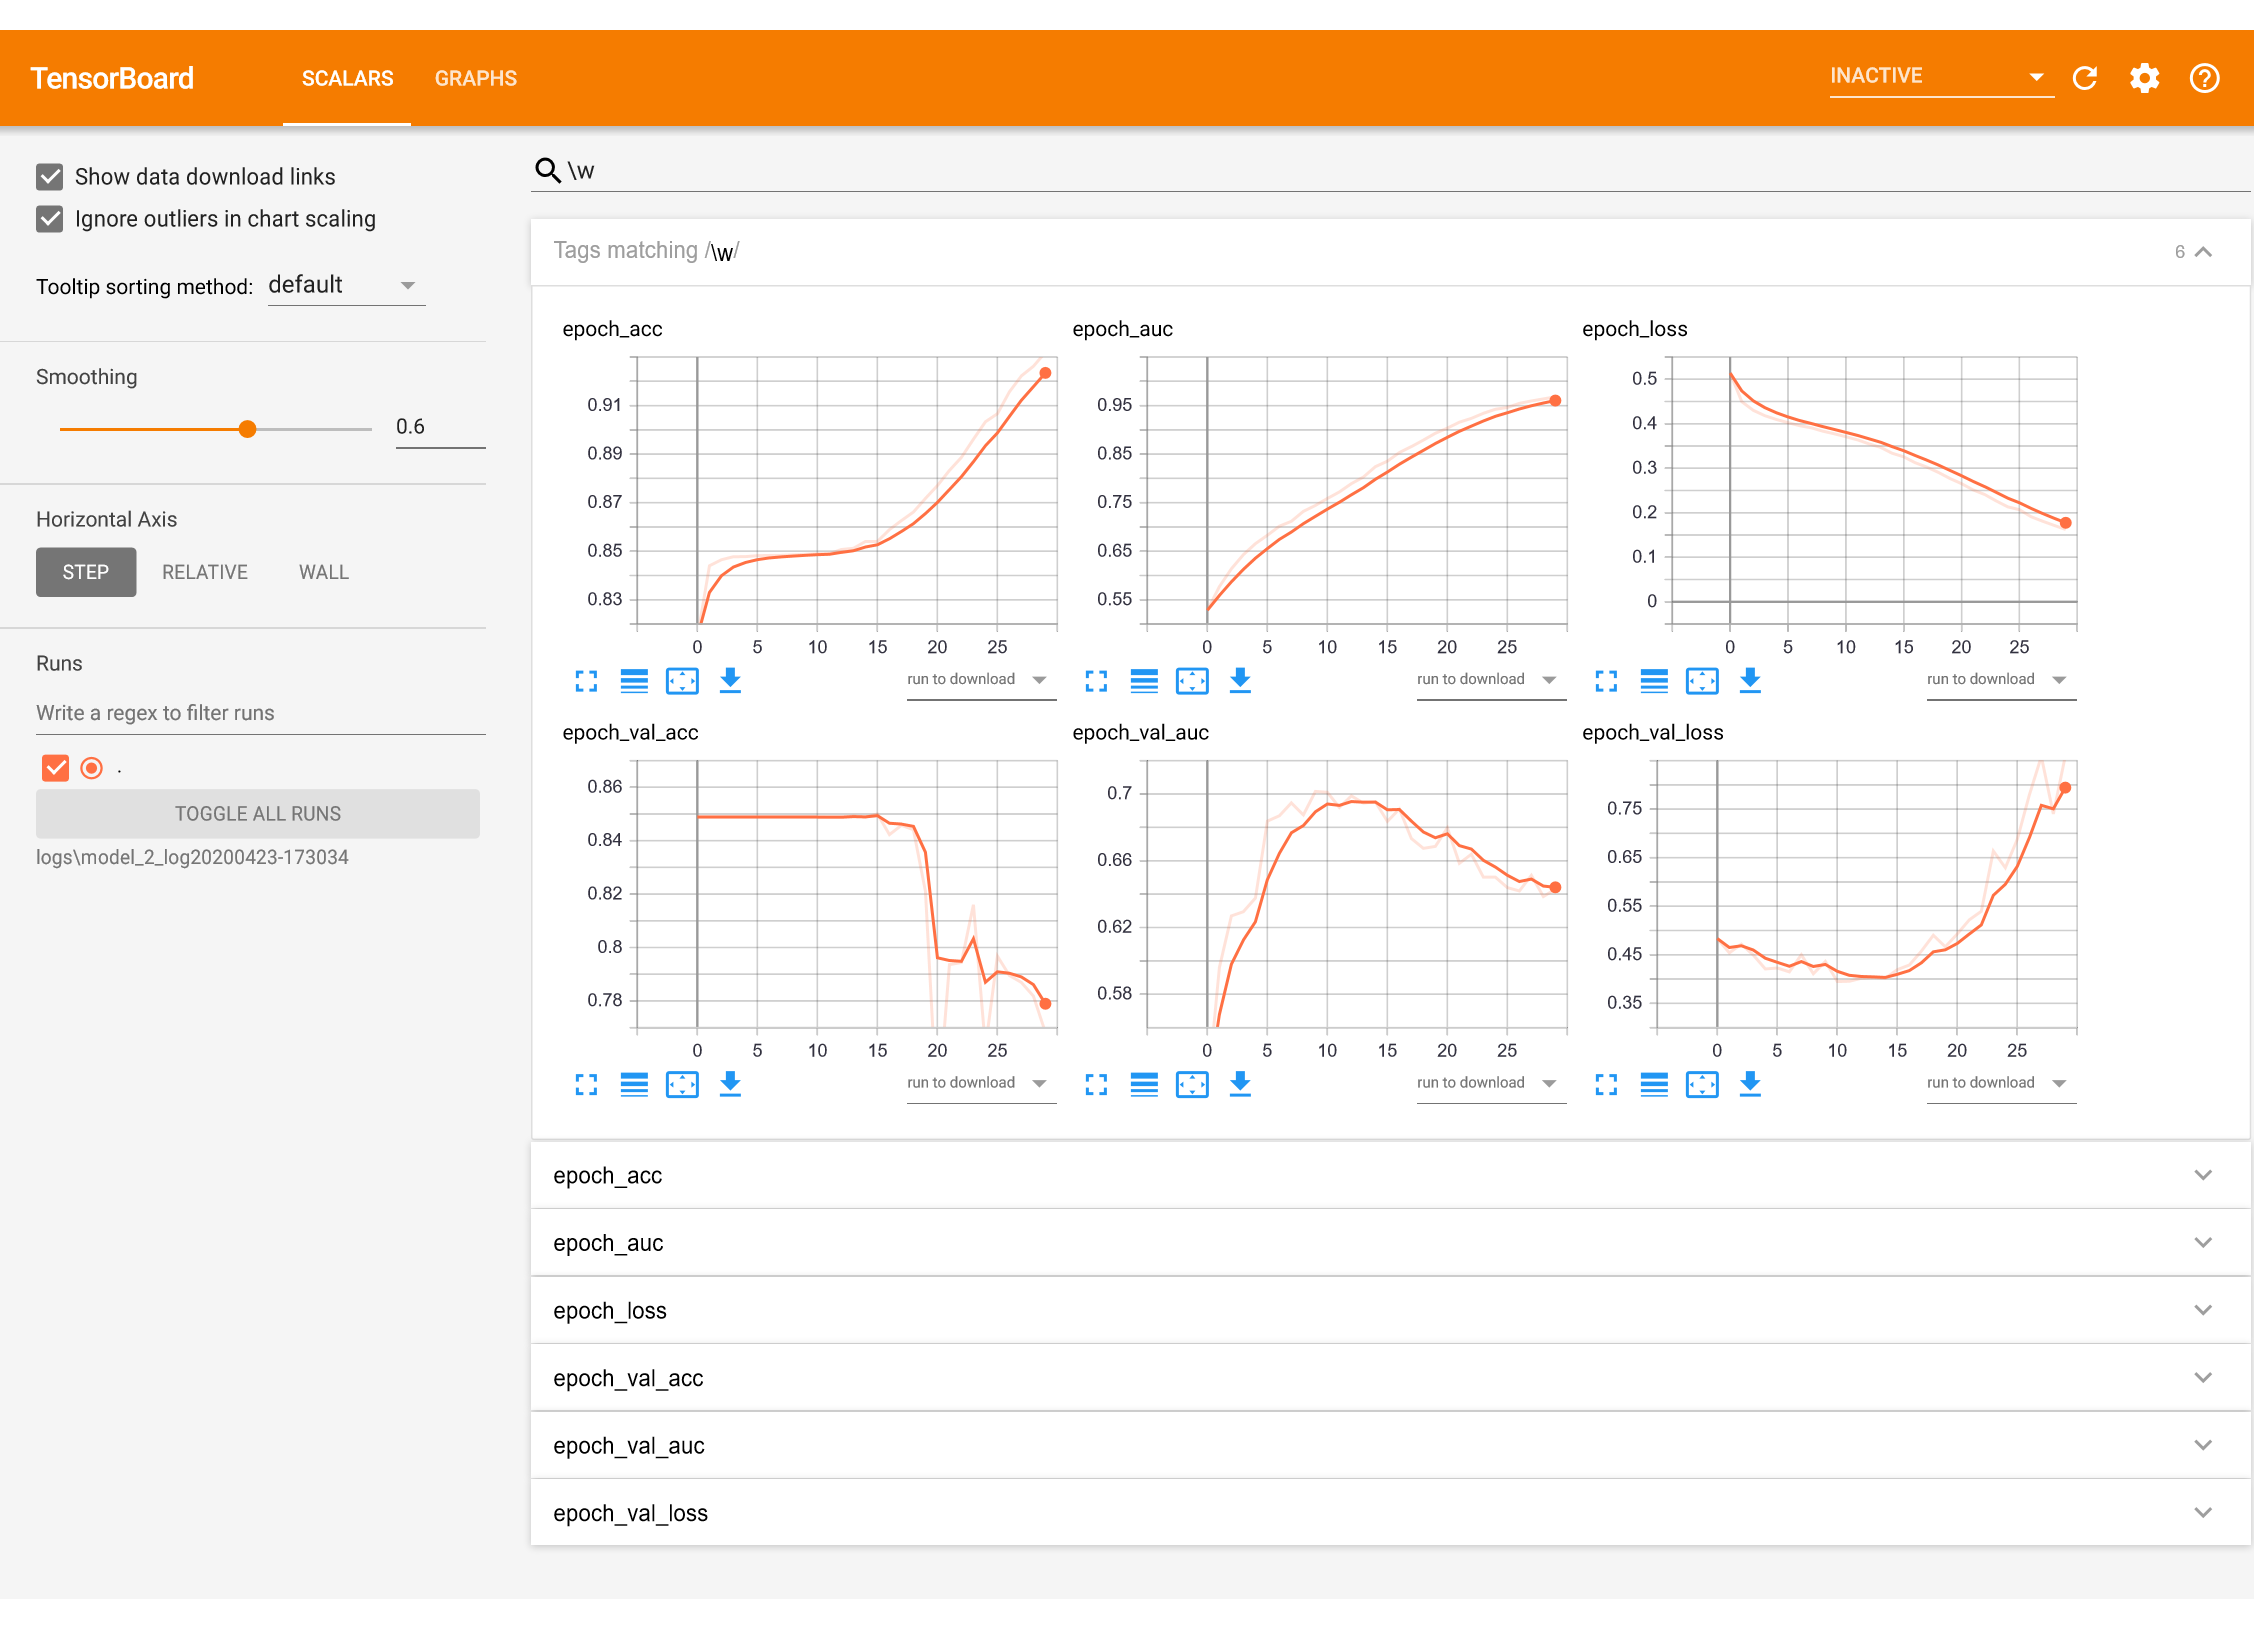 TensorBoard SCALARS GRAPHS INACTIVE
Show data download links
Ignore outliers in chart scaling
Tooltip sorting method: default
Smoothing
0.6
Horizontal Axis
STEP RELATIVE WALL
Runs
Write a regex to filter runs
.
TOGGLE ALL RUNS
logs\model_2_log20200423-173034
\w
Tags matching /\w/ 6
epoch_acc
0.91
0.89
0.87
0.85
0.83
0 5 10 15 20 25
run to download
epoch_auc
0.95
0.85
0.75
0.65
0.55
0 5 10 15 20 25
run to download
epoch_loss
0.5
0.4
0.3
0.2
0.1
0
0 5 10 15 20 25
run to download
epoch_val_acc
0.86
0.84
0.82
0.8
0.78
0 5 10 15 20 25
run to download
epoch_val_auc
0.7
0.66
0.62
0.58
0 5 10 15 20 25
run to download
epoch_val_loss
0.75
0.65
0.55
0.45
0.35
0 5 10 15 20 25
run to download
epoch_acc
epoch_auc
epoch_loss
epoch_val_acc
epoch_val_auc
epoch_val_loss